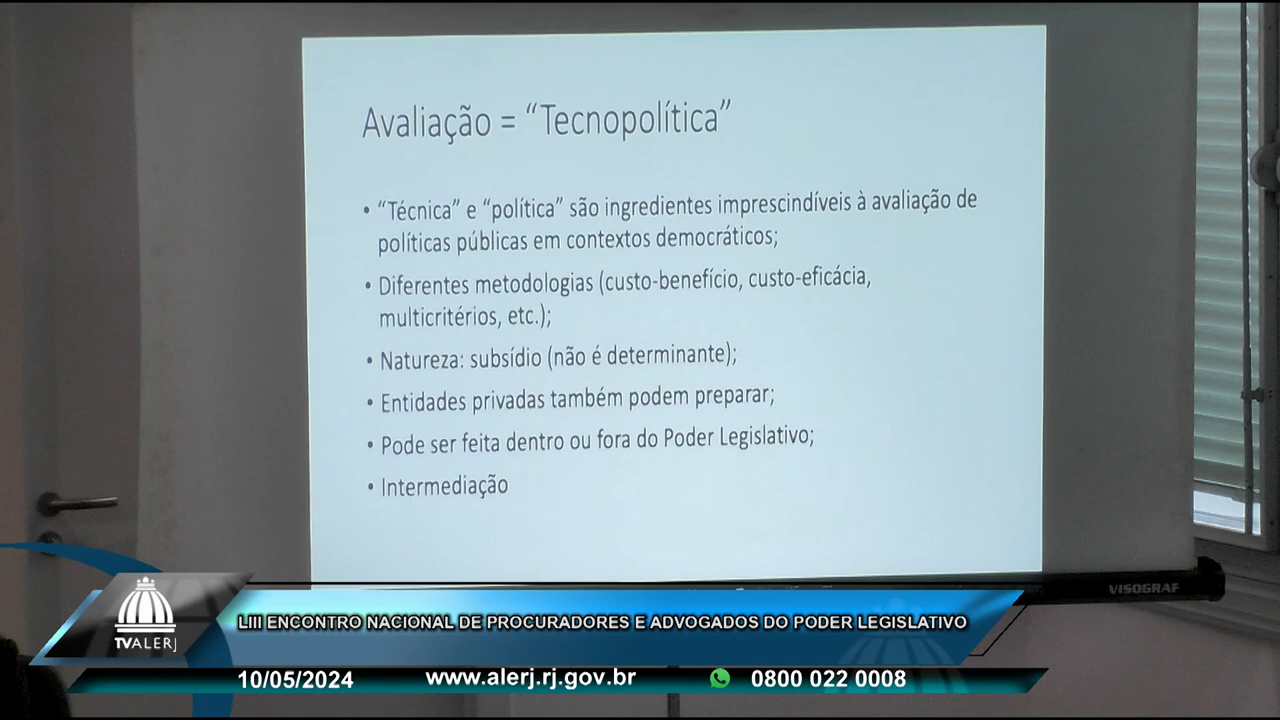 Avaliação = “Tecnopolítica”
• “Técnica” e “política” são ingredientes imprescindíveis à avaliação de
políticas públicas em contextos democráticos;
• Diferentes metodologias (custo-benefício, custo-eficácia,
multicritérios, etc.);
• Natureza: subsídio (não é determinante);
• Entidades privadas também podem preparar;
• Pode ser feita dentro ou fora do Poder Legislativo;
• Intermediação
VISOGRAF
LIII ENCONTRO NACIONAL DE PROCURADORES E ADVOGADOS DO PODER LEGISLATIVO
TVALERJ
10/05/2024 www.alerj.rj.gov.br 0800 022 0008